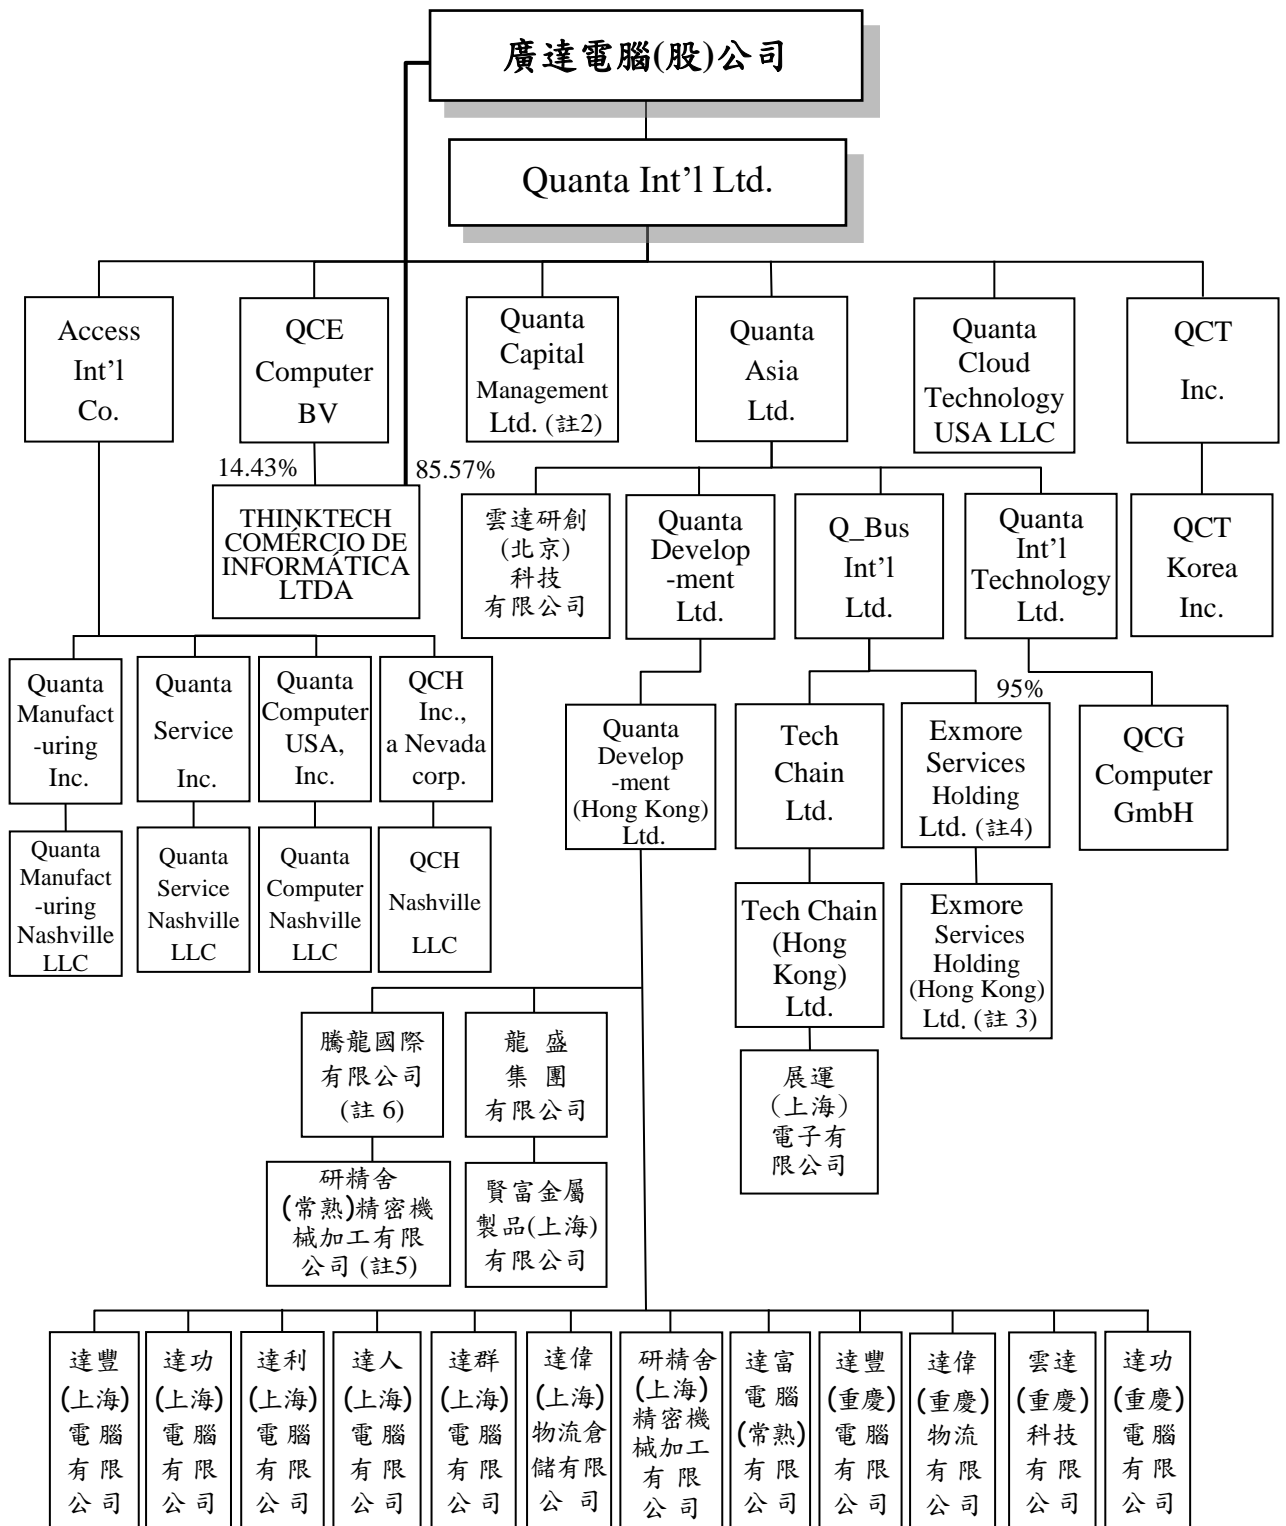 廣達電腦(股)公司
Quanta Int’l Ltd.
Access
Int’l
Co.
QCE
Computer
BV
Quanta
Capital
Management
Ltd. (註2)
Quanta
Asia
Ltd.
Quanta
Cloud
Technology
USA LLC
QCT
Inc.
14.43%
85.57%
THINKTECH
COMÉRCIO DE
INFORMÁTICA
LTDA
雲達研創
(北京)
科技
有限公司
Quanta
Develop
-ment
Ltd.
Q_Bus
Int’l
Ltd.
Quanta
Int’l
Technology
Ltd.
QCT
Korea
Inc.
Quanta
Manufact
-uring
Inc.
Quanta
Service
Inc.
Quanta
Computer
USA,
Inc.
QCH
Inc.,
a Nevada
corp.
Quanta
Develop
-ment
(Hong Kong)
Ltd.
Tech
Chain
Ltd.
95%
Exmore
Services
Holding
Ltd. (註4)
QCG
Computer
GmbH
Quanta
Manufact
-uring
Nashville
LLC
Quanta
Service
Nashville
LLC
Quanta
Computer
Nashville
LLC
QCH
Nashville
LLC
Tech Chain
(Hong
Kong)
Ltd.
Exmore
Services
Holding
(Hong Kong)
Ltd. (註 3)
騰龍國際
有限公司
(註 6)
龍 盛
集 團
有限公司
展運
(上海)
電子有
限公司
研精舍
(常熟)精密機
械加工有限
公司 (註5)
賢富金屬
製品(上海)
有限公司
達豐
(上海)
電 腦
有 限
公 司
達功
(上海)
電 腦
有 限
公 司
達利
(上海)
電 腦
有 限
公 司
達人
(上海)
電 腦
有 限
公 司
達群
(上海)
電 腦
有 限
公 司
達偉
(上海)
物流倉
儲有限
公 司
研精舍
(上海)
精密機
械加工
有 限
公 司
達富
電 腦
(常熟)
有 限
公 司
達豐
(重慶)
電 腦
有 限
公 司
達偉
(重慶)
物流
有 限
公 司
雲達
(重慶)
科技
有 限
公 司
達功
(重慶)
電 腦
有 限
公 司